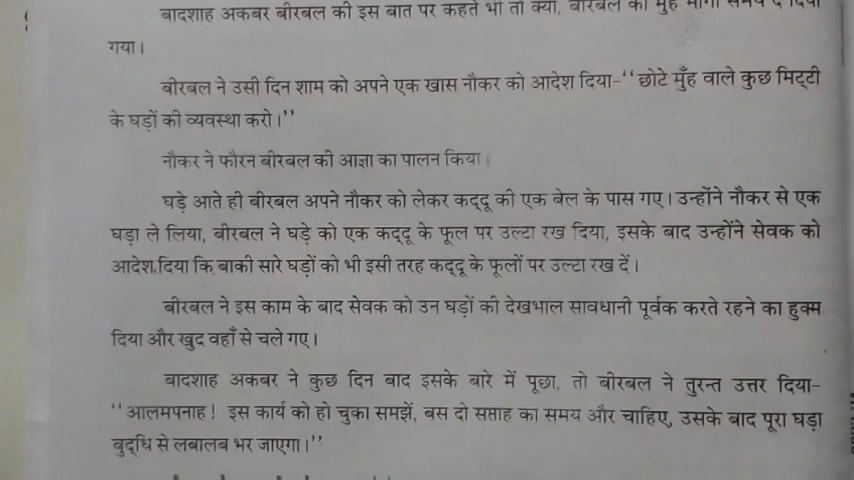 बादशाह अकबर बीरबल की इस बात पर कहते भी तो क्या, बीरबल को मुँह माँगा समय दे दिया
गया।
बीरबल ने उसी दिन शाम को अपने एक खास नौकर को आदेश दिया-‘‘छोटे मुँह वाले कुछ मिट्टी
के घड़ों की व्यवस्था करो।’’
नौकर ने फौरन बीरबल की आज्ञा का पालन किया।
घड़े आते ही बीरबल अपने नौकर को लेकर कद्दू की एक बेल के पास गए। उन्होंने नौकर से एक
घड़ा ले लिया, बीरबल ने घड़े को एक कद्दू के फूल पर उल्टा रख दिया, इसके बाद उन्होंने सेवक को
आदेश दिया कि बाकी सारे घड़ों को भी इसी तरह कद्दू के फूलों पर उल्टा रख दें।
बीरबल ने इस काम के बाद सेवक को उन घड़ों की देखभाल सावधानी पूर्वक करते रहने का हुक्म
दिया और खुद वहाँ से चले गए।
बादशाह अकबर ने कुछ दिन बाद इसके बारे में पूछा, तो बीरबल ने तुरन्त उत्तर दिया-
‘‘आलमपनाह! इस कार्य को हो चुका समझें, बस दो सप्ताह का समय और चाहिए, उसके बाद पूरा घड़ा
बुद्धि से लबालब भर जाएगा।’’